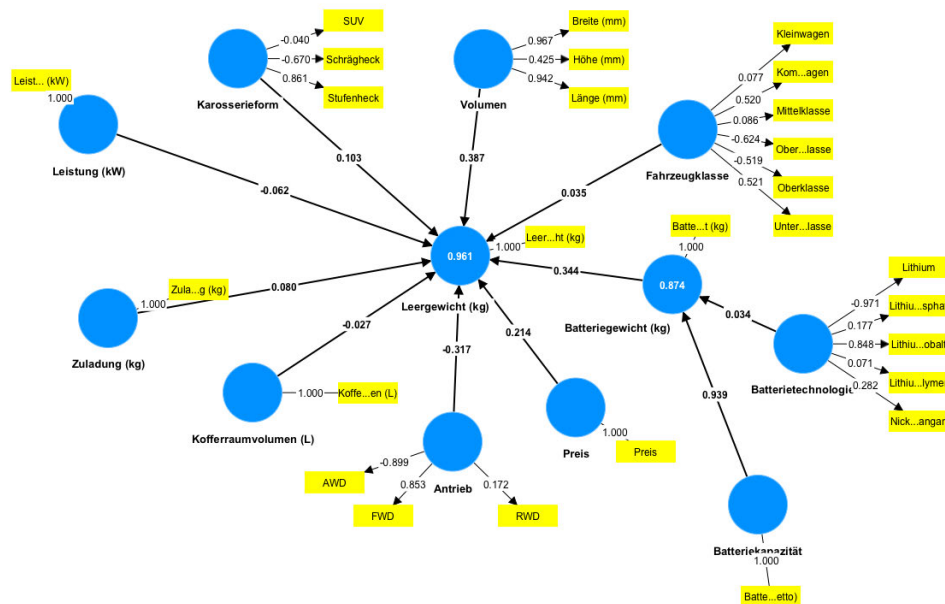 SUV
-0.040
Schrägheck
-0.670
0.861
Stufenheck
Karosserieform
Breite (mm)
0.967
0.425
Höhe (mm)
0.942
Länge (mm)
Volumen
Kleinwagen
0.077
Kom...agen
0.520
Mittelklasse
0.086
-0.624
Ober...lasse
-0.519
Oberklasse
0.521
Unter...lasse
Fahrzeugklasse
Leist... (kW)
1.000
Leistung (kW)
0.103
0.387
-0.062
0.035
Leer...ht (kg)
1.000
0.961
Leergewicht (kg)
Batte...t (kg)
1.000
0.344
0.874
Batteriegewicht (kg)
Zula...g (kg)
1.000
0.080
Zuladung (kg)
-0.027
-0.317
0.214
0.034
Lithium
-0.971
Lithiu...spha
0.177
0.848
Lithiu...obalt
0.071
Lithiu...lymer
0.282
Nick...angar
Batterietechnologie
Koffe...en (L)
1.000
Kofferraumvolumen (L)
0.939
1.000
Preis
Preis
AWD
-0.899
0.853
0.172
FWD
RWD
Antrieb
Batteriekapazität
1.000
Batte...etto)